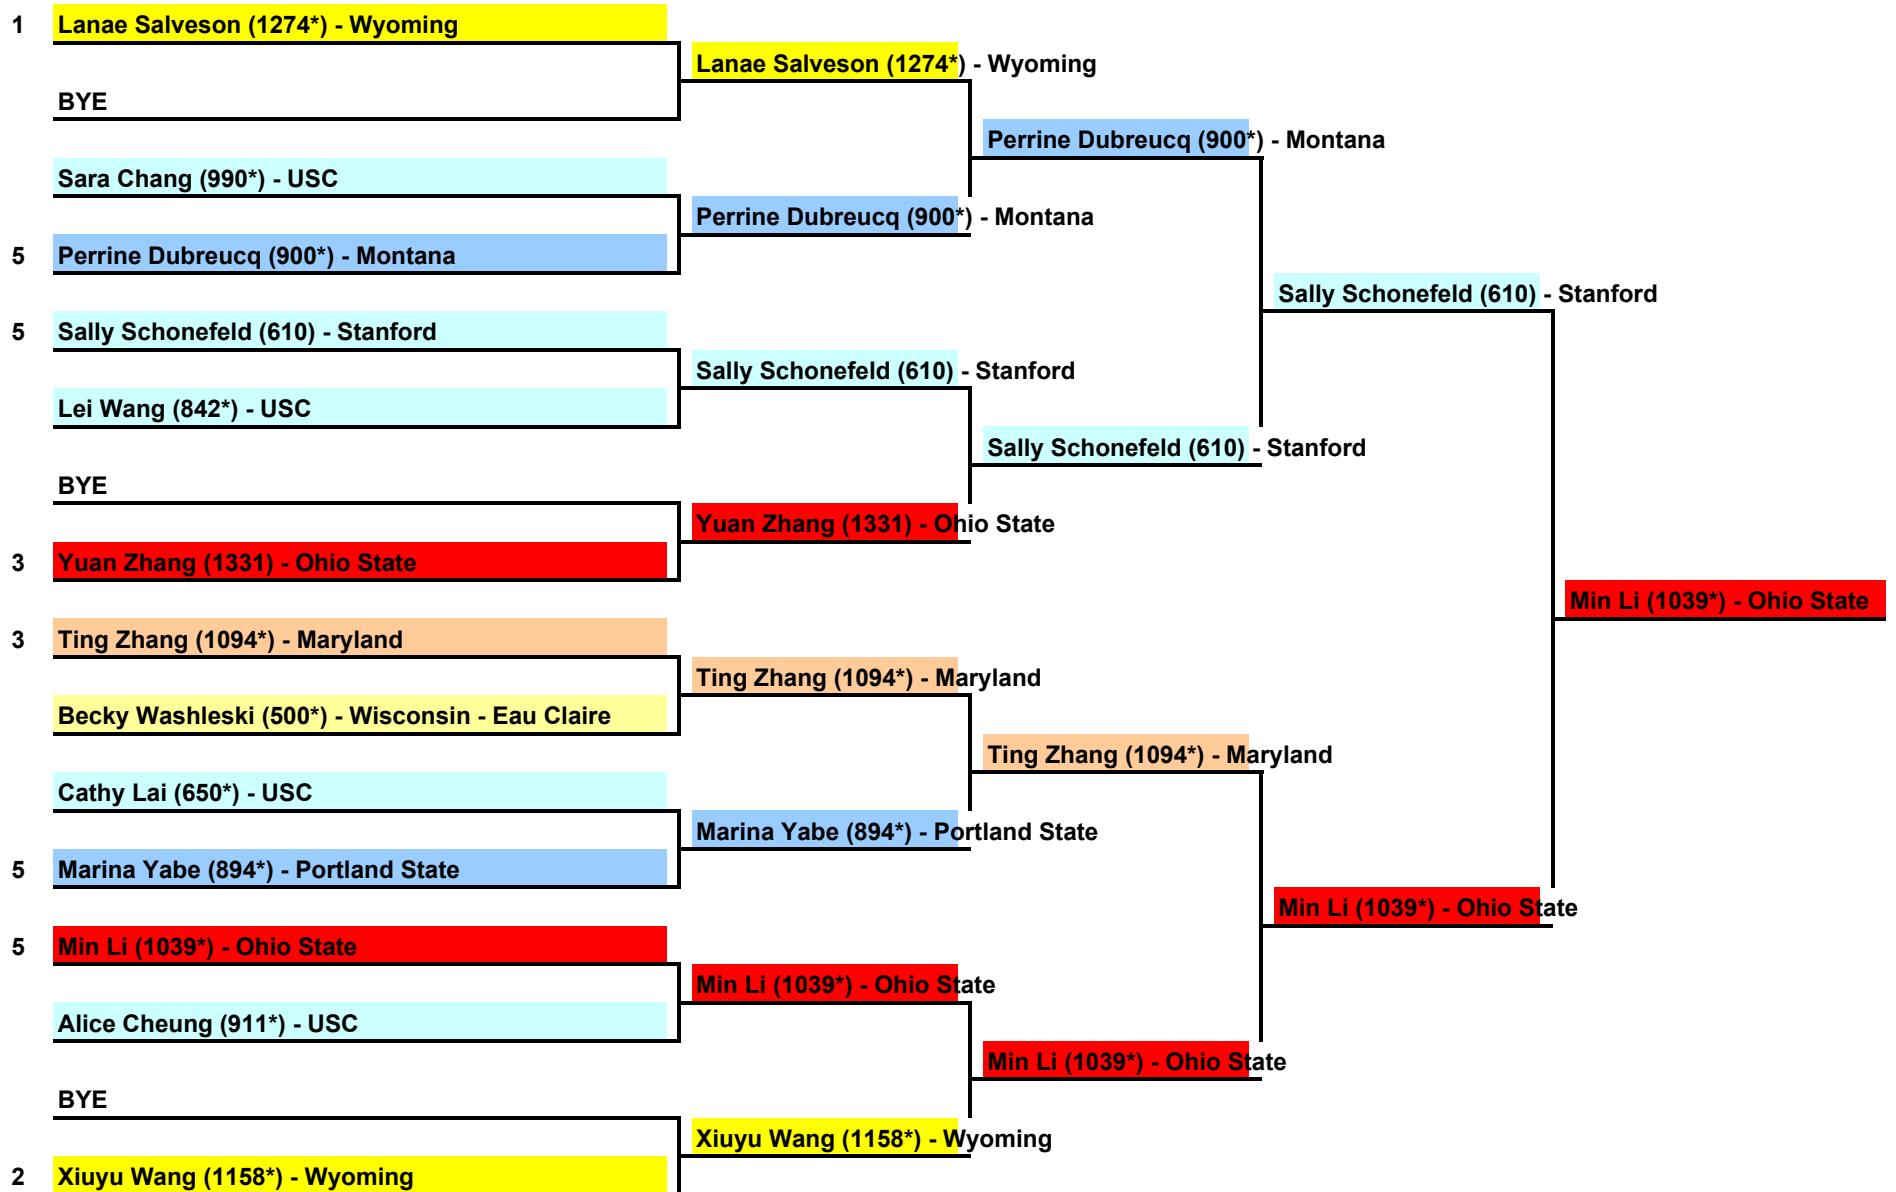 1 Lanae Salveson (1274*) - Wyoming
Lanae Salveson (1274*) - Wyoming
BYE
Perrine Dubreucq (900*) - Montana
Sara Chang (990*) - USC
Perrine Dubreucq (900*) - Montana
5 Perrine Dubreucq (900*) - Montana
Sally Schonefeld (610) - Stanford
5 Sally Schonefeld (610) - Stanford
Sally Schonefeld (610) - Stanford
Lei Wang (842*) - USC
Sally Schonefeld (610) - Stanford
BYE
Yuan Zhang (1331) - Ohio State
3 Yuan Zhang (1331) - Ohio State
Min Li (1039*) - Ohio State
3 Ting Zhang (1094*) - Maryland
Ting Zhang (1094*) - Maryland
Becky Washleski (500*) - Wisconsin - Eau Claire
Ting Zhang (1094*) - Maryland
Cathy Lai (650*) - USC
Marina Yabe (894*) - Portland State
5 Marina Yabe (894*) - Portland State
Min Li (1039*) - Ohio State
5 Min Li (1039*) - Ohio State
Min Li (1039*) - Ohio State
Alice Cheung (911*) - USC
Min Li (1039*) - Ohio State
BYE
Xiuyu Wang (1158*) - Wyoming
2 Xiuyu Wang (1158*) - Wyoming